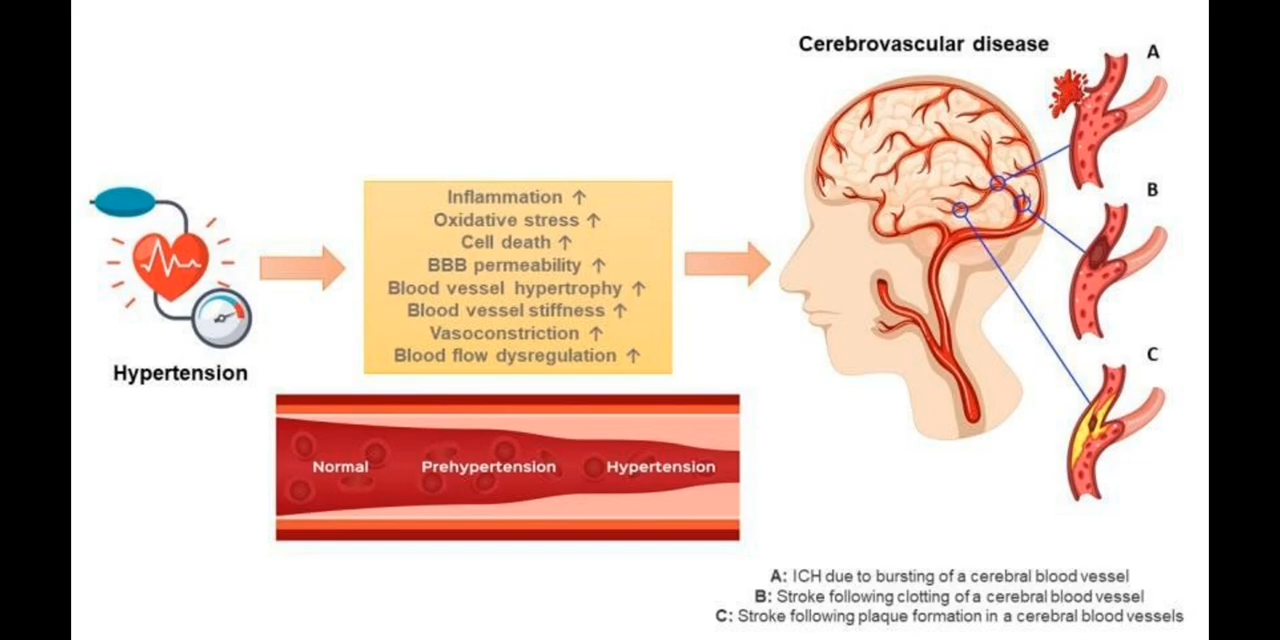 Cerebrovascular disease
A
Inflammation ↑
Oxidative stress ↑
Cell death ↑
BBB permeability ↑
Blood vessel hypertrophy ↑
Blood vessel stiffness ↑
Vasoconstriction ↑
Blood flow dysregulation ↑
B
Hypertension
C
Normal Prehypertension Hypertension
A: ICH due to bursting of a cerebral blood vessel
B: Stroke following clotting of a cerebral blood vessel
C: Stroke following plaque formation in a cerebral blood vessels